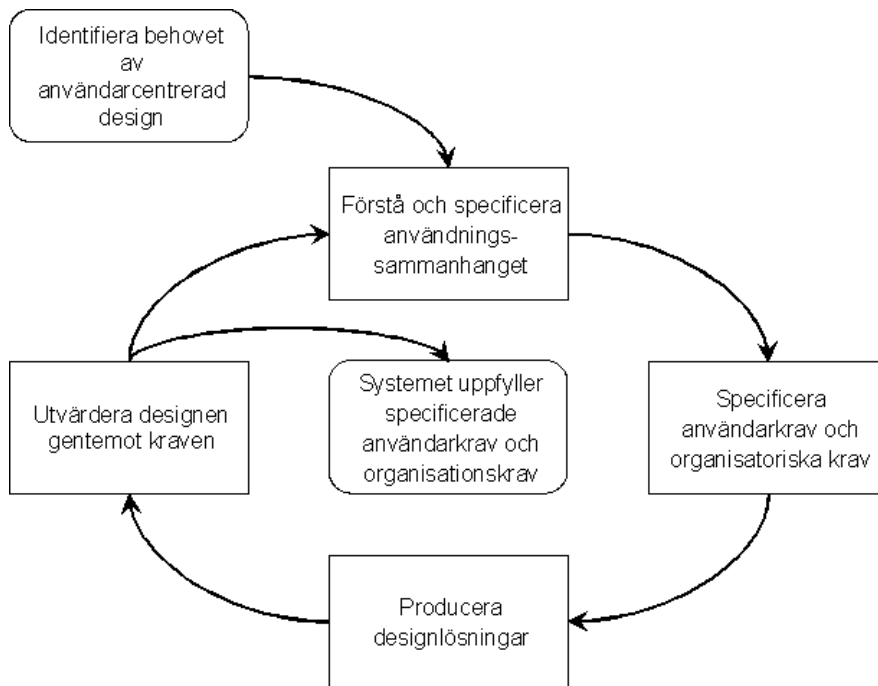 Identifiera behovet
av
användarcentrerad
design
Förstå och specificera
användnings-
sammanhanget
Utvärdera designen
gentemot kraven
Systemet uppfyller
specificerade
användarkrav och
organisationskrav
Specificera
användarkrav och
organisatoriska krav
Producera
designlösningar